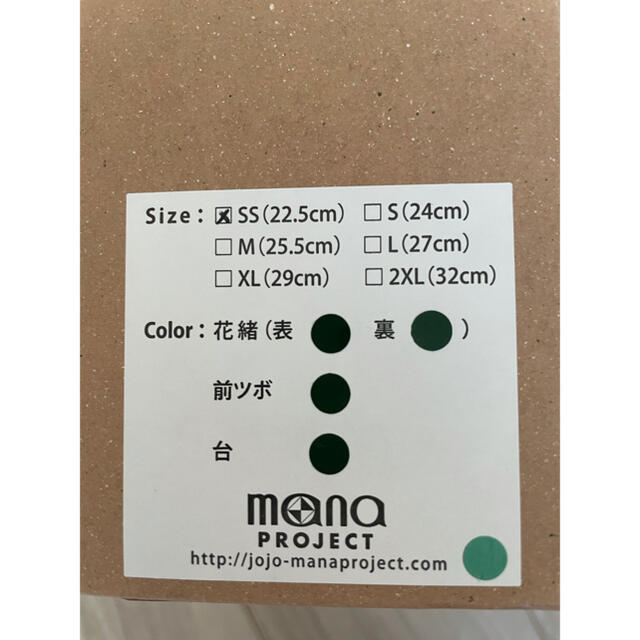 Size : ☒ SS(22.5cm) ☐ S(24cm)
☐ M(25.5cm) ☐ L(27cm)
☐ XL(29cm) ☐ 2XL(32cm)
Color : 花緒(表 裏 )
前ツボ
台
mana
PROJECT
http://jojo-manaproject.com